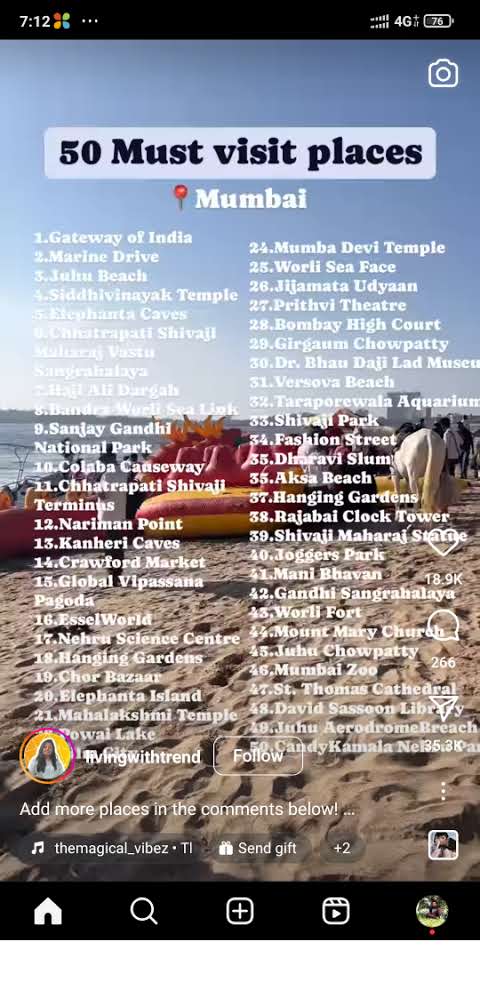 7:12
4G
76
50 Must visit places
Mumbai
1.Gateway of India
2.Marine Drive
3.Juhu Beach
4.Siddhivinayak Temple
5.Elephanta Caves
6.Chhatrapati Shivaji
Maharaj Vastu
Sangrahalaya
7.Haji Ali Dargah
8.Bandra Worli Sea Link
9.Sanjay Gandhi
National Park
10.Colaba Causeway
11.Chhatrapati Shivaji
Terminus
12.Nariman Point
13.Kanheri Caves
14.Crawford Market
15.Global Vipassana
Pagoda
16.EsselWorld
17.Nehru Science Centre
18.Hanging Gardens
19.Chor Bazaar
20.Elephanta Island
21.Mahalakshmi Temple
Powai Lake
City
24.Mumba Devi Temple
25.Worli Sea Face
26.Jijamata Udyaan
27.Prithvi Theatre
28.Bombay High Court
29.Girgaum Chowpatty
30.Dr. Bhau Daji Lad Museu
31.Versova Beach
32.Taraporewala Aquarium
33.Shivaji Park
34.Fashion Street
35.Dharavi Slum
35.Aksa Beach
37.Hanging Gardens
38.Rajabai Clock Tower
39.Shivaji Maharaj Statue
40.Joggers Park
41.Mani Bhavan
42.Gandhi Sangrahalaya
43.Worli Fort
44.Mount Mary Church
45.Juhu Chowpatty
46.Mumbai Zoo
47.St. Thomas Cathedral
48.David Sassoon Library
49.Juhu AerodromeBreach
50.CandyKamala
18.9K
266
35.3K
livingwithtrend
Follow
Add more places in the comments below! ...
themagical_vibez • Tl
Send gift
+2